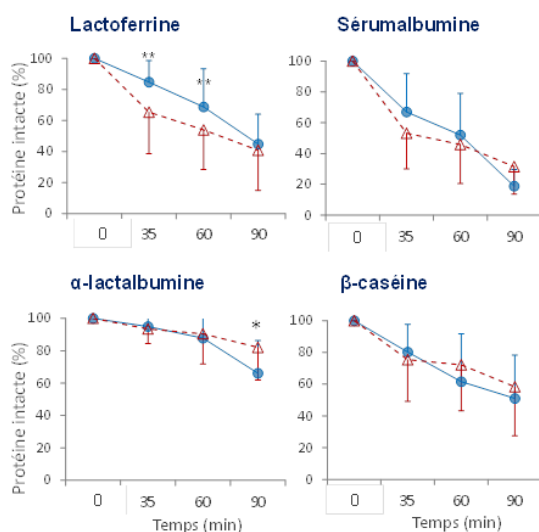 Lactoferrine
**
**
Protéine intacte (%)
100
80
60
40
20
0
0 35 60 90
Sérumalbumine
100
80
60
40
20
0
0 35 60 90
α-lactalbumine
*
Protéine intacte (%)
100
80
60
40
20
0
0 35 60 90
Temps (min)
β-caséine
100
80
60
40
20
0
0 35 60 90
Temps (min)